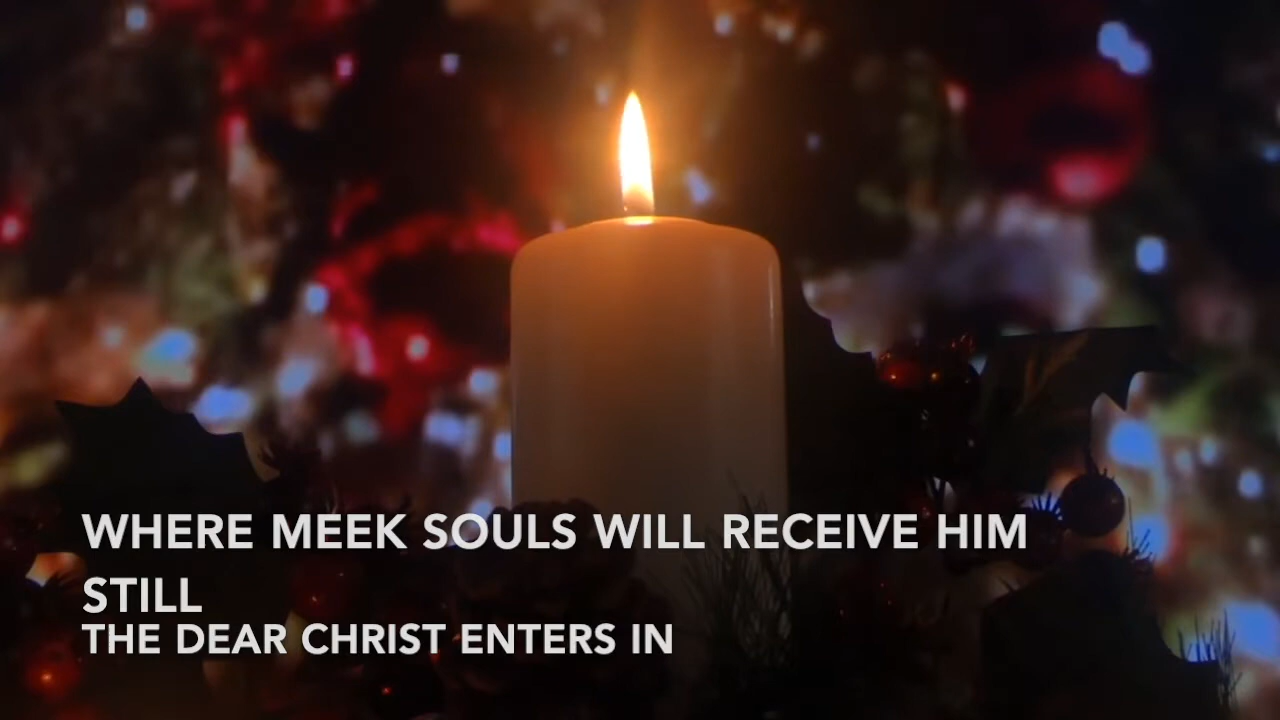 WHERE MEEK SOULS WILL RECEIVE HIM
STILL
THE DEAR CHRIST ENTERS IN